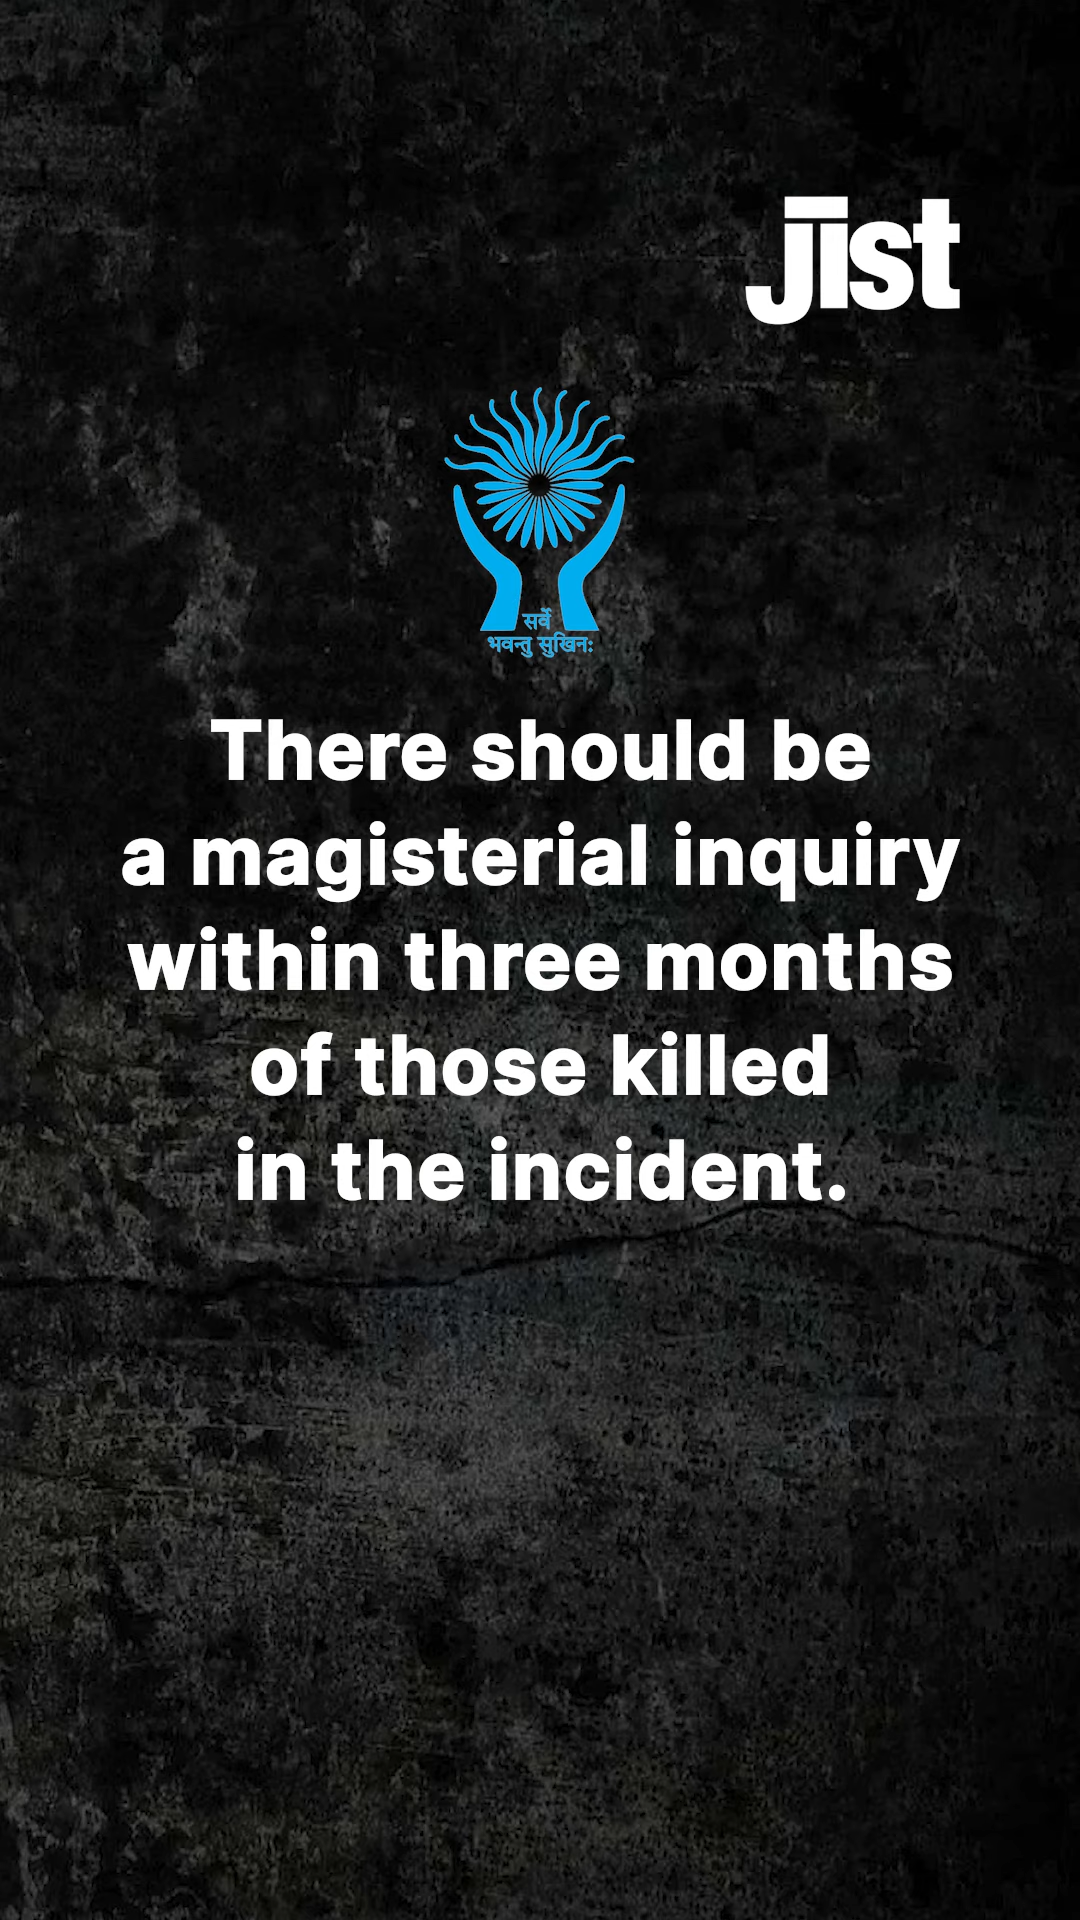 jist
सर्वे
भवन्तु सुखिनः
There should be
a magisterial inquiry
within three months
of those killed
in the incident.